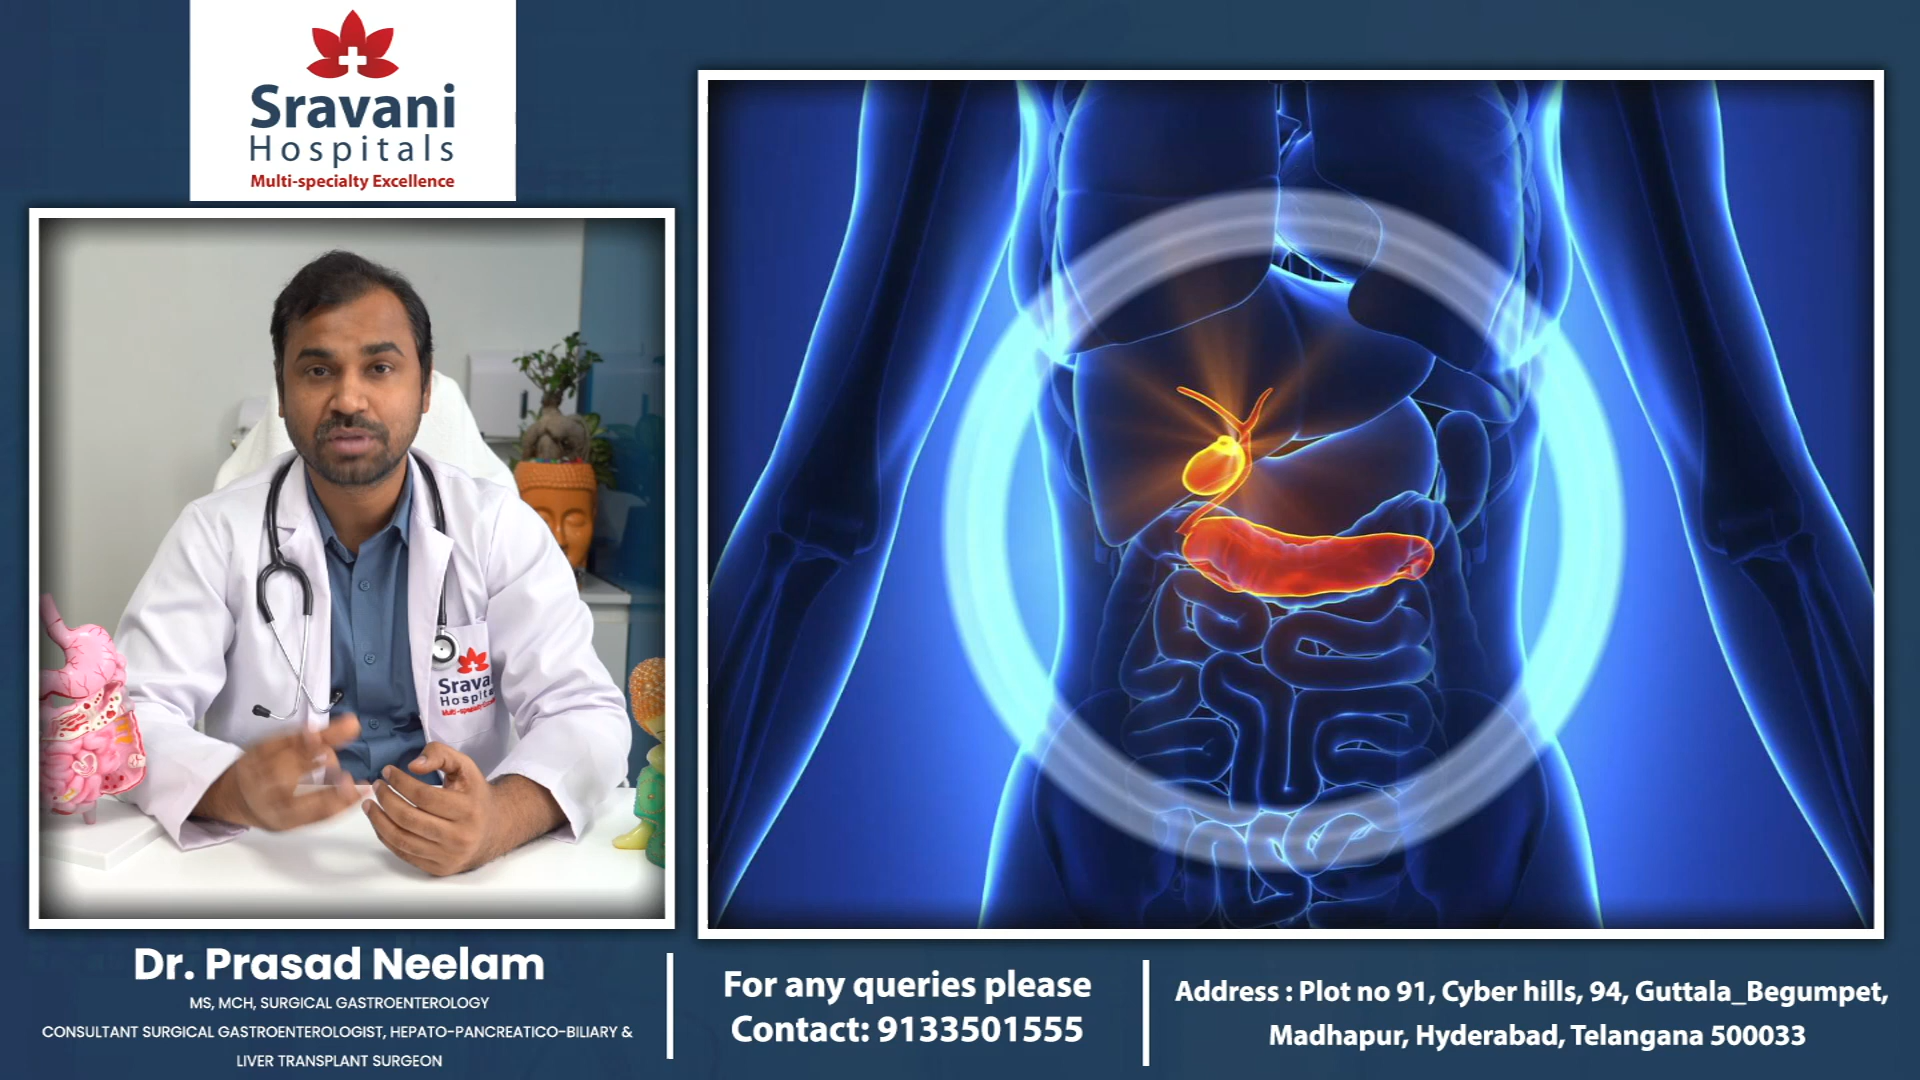 Sravani
Hospitals
Multi-specialty Excellence
Srava
Hospita
Dr. Prasad Neelam
MS, MCH, SURGICAL GASTROENTEROLOGY
CONSULTANT SURGICAL GASTROENTEROLOGIST, HEPATO-PANCREATICO-BILIARY &
LIVER TRANSPLANT SURGEON
For any queries please
Contact: 9133501555
Address : Plot no 91, Cyber hills, 94, Guttala_Begumpet,
Madhapur, Hyderabad, Telangana 500033